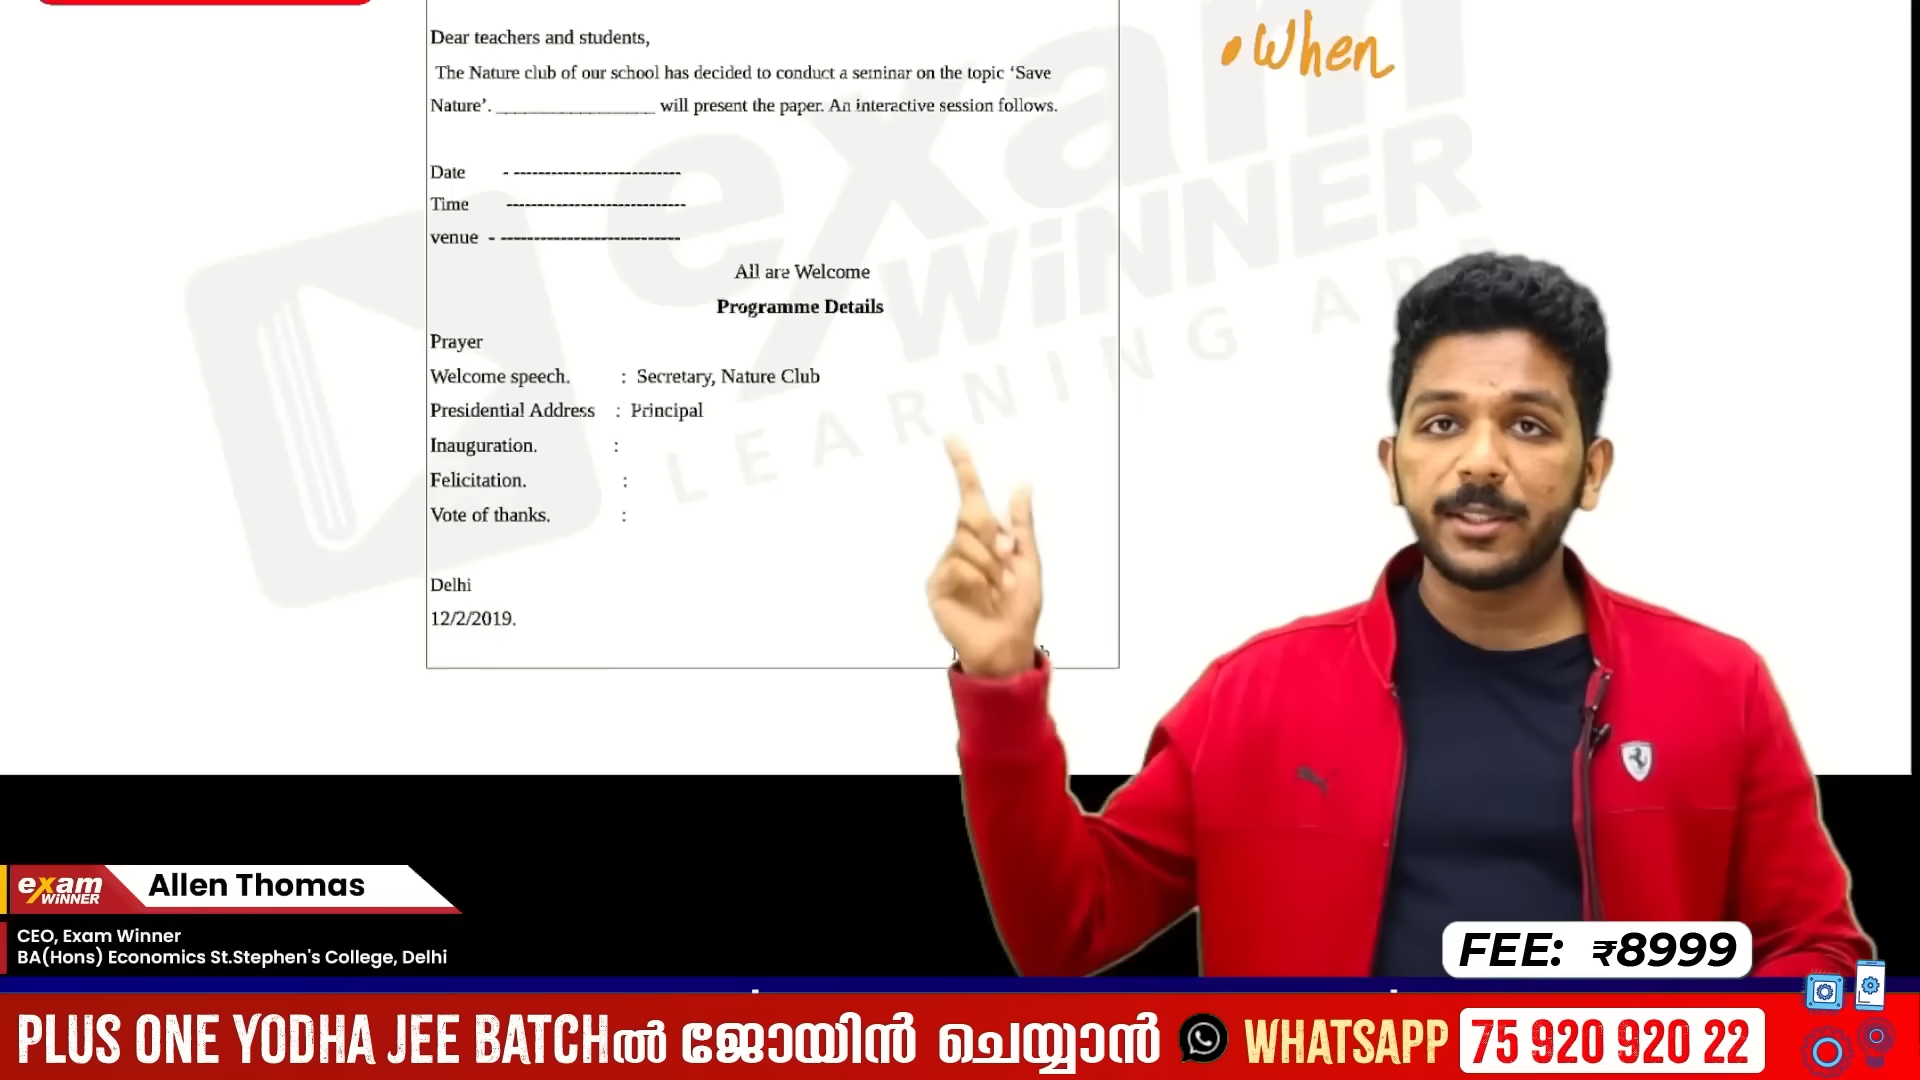 Dear teachers and students,
•When
The Nature club of our school has decided to conduct a seminar on the topic ‘Save
Nature’. ________________ will present the paper. An interactive session follows.
Date - ---------------------------
Time -----------------------------
venue - -----------------------------
All are Welcome
Programme Details
Prayer
Welcome speech. : Secretary, Nature Club
Presidential Address : Principal
Inauguration. :
Felicitation. :
Vote of thanks. :
Delhi
12/2/2019.
exam WINNER
LEARNING AP
exam WINNER
Allen Thomas
CEO, Exam Winner
BA(Hons) Economics St.Stephen's College, Delhi
FEE: ₹8999
PLUS ONE YODHA JEE BATCHൽ ജോയിൻ ചെയ്യാൻ WHATSAPP 75 920 920 22